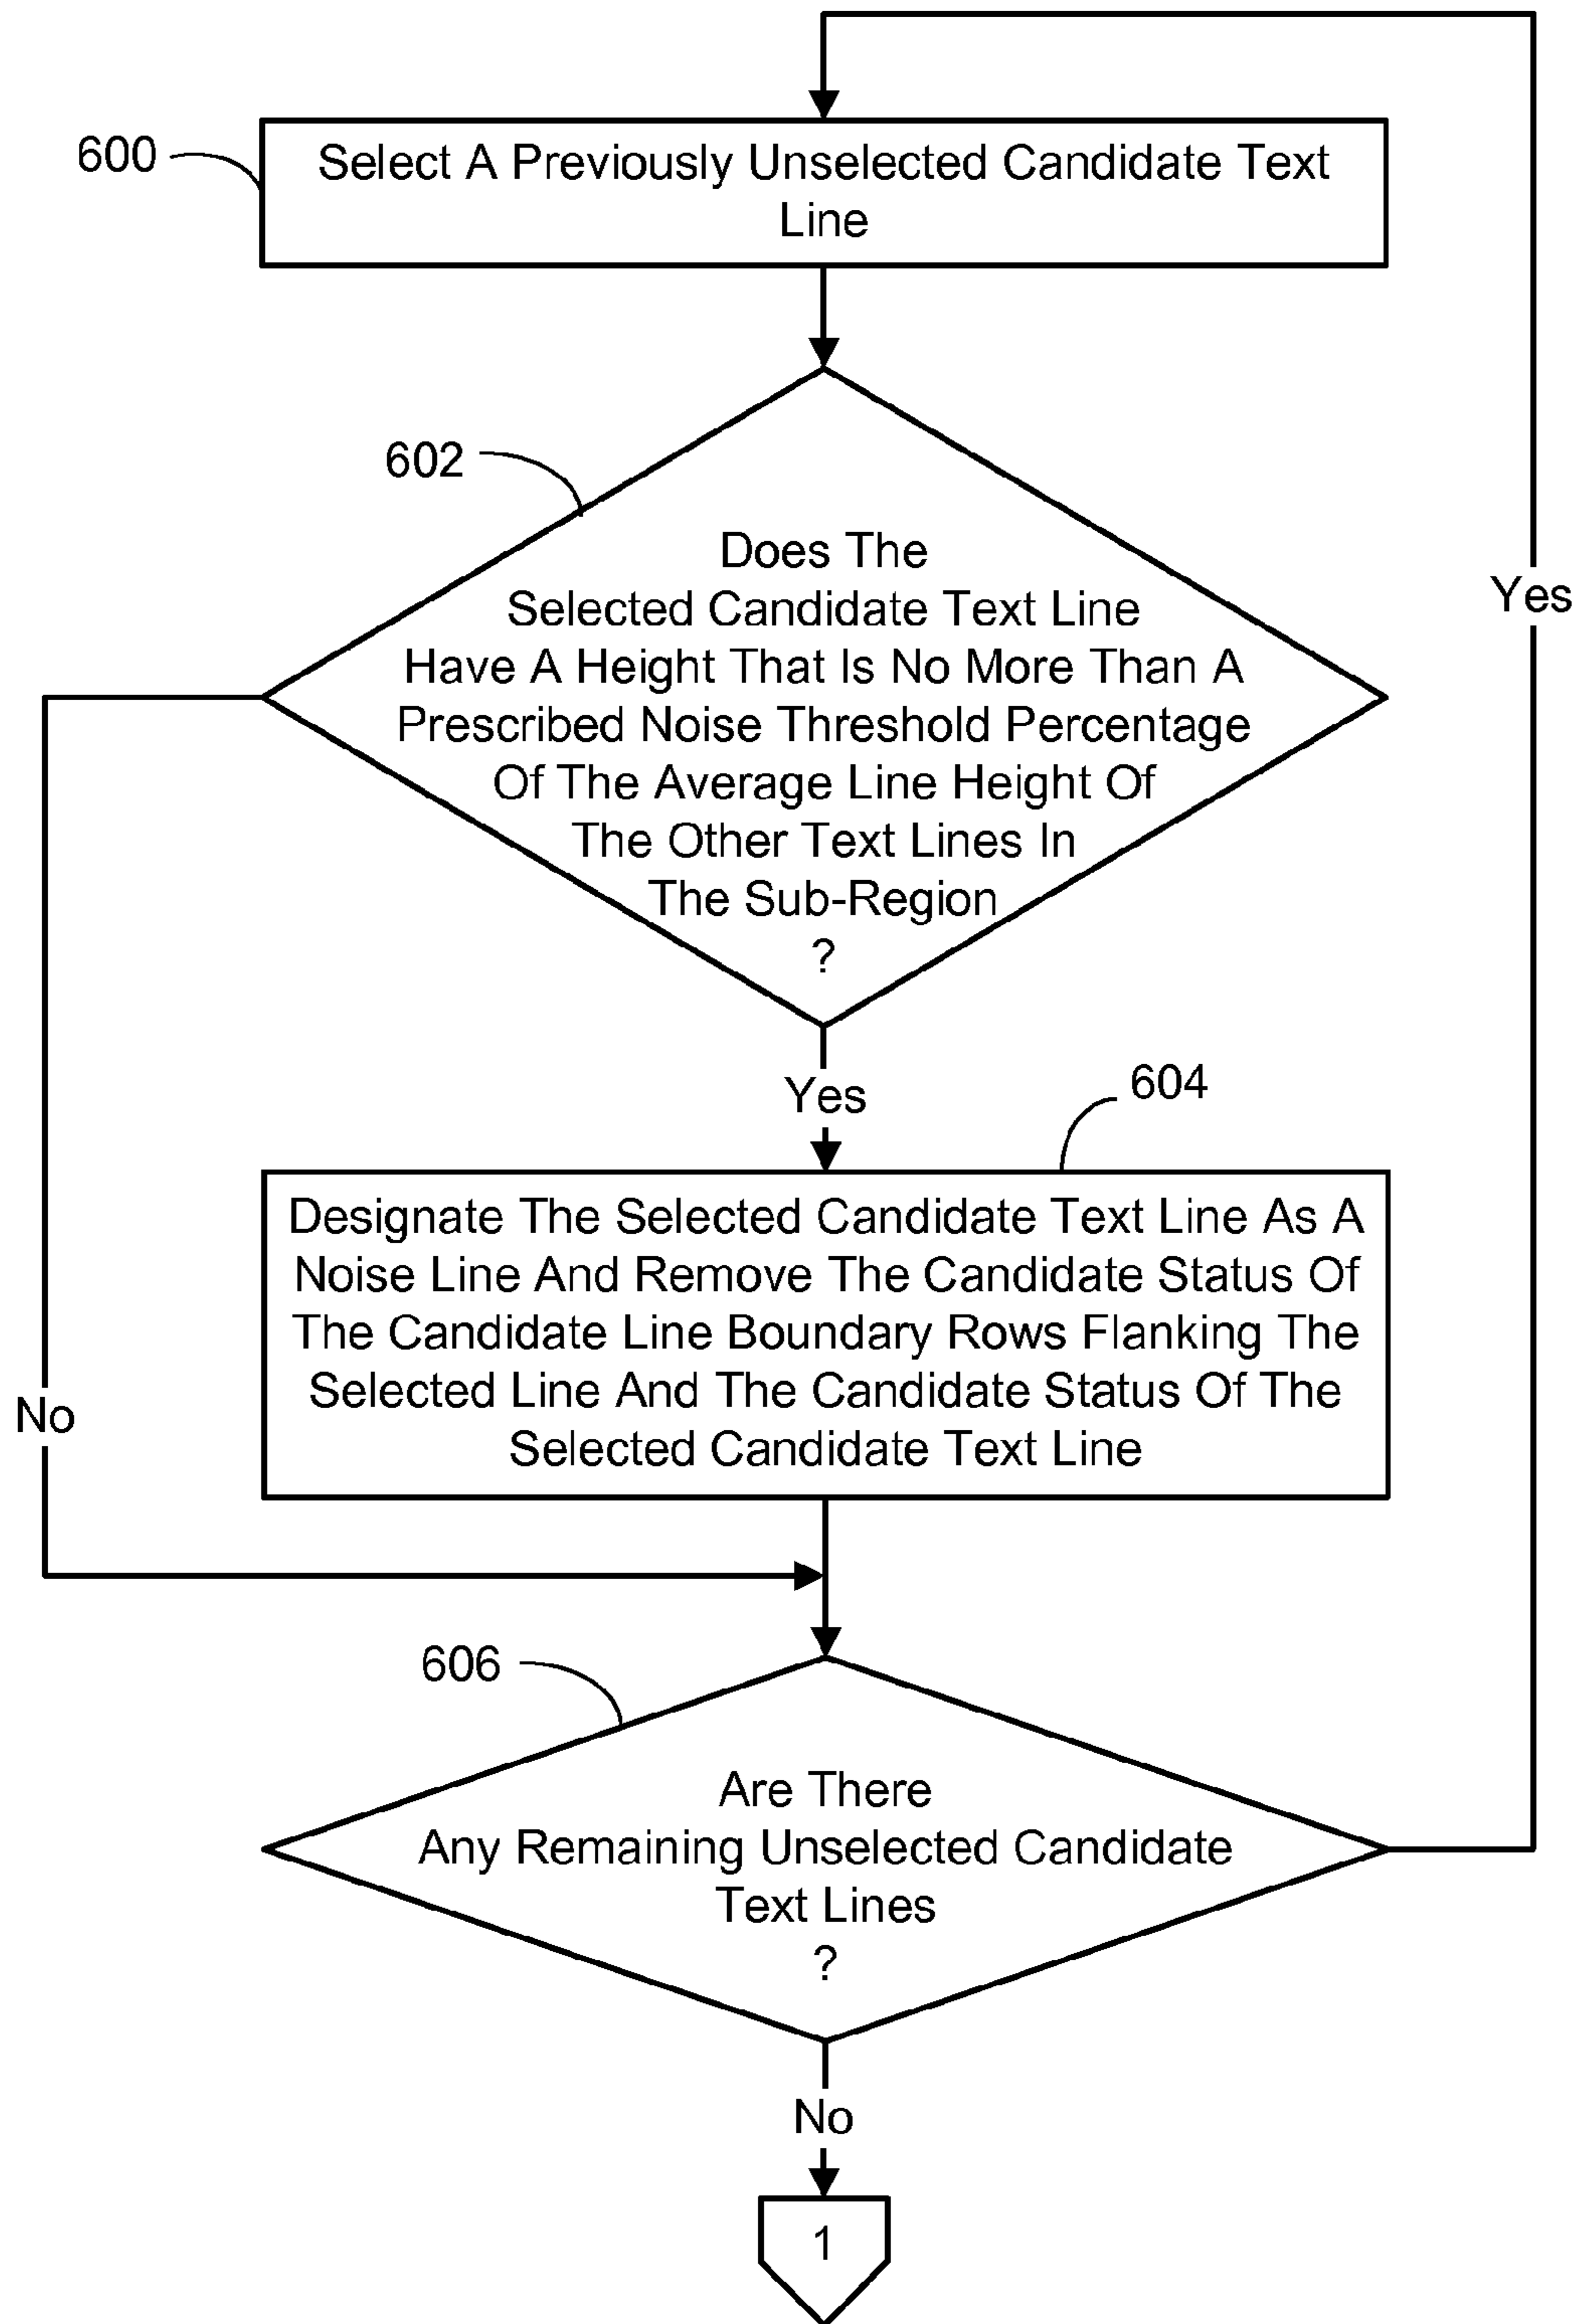 600
Select A Previously Unselected Candidate Text
Line
602
Does The
Selected Candidate Text Line
Have A Height That Is No More Than A
Prescribed Noise Threshold Percentage
Of The Average Line Height Of
The Other Text Lines In
The Sub-Region
?
Yes
Yes
604
Designate The Selected Candidate Text Line As A
Noise Line And Remove The Candidate Status Of
The Candidate Line Boundary Rows Flanking The
Selected Line And The Candidate Status Of The
Selected Candidate Text Line
No
606
Are There
Any Remaining Unselected Candidate
Text Lines
?
No
1